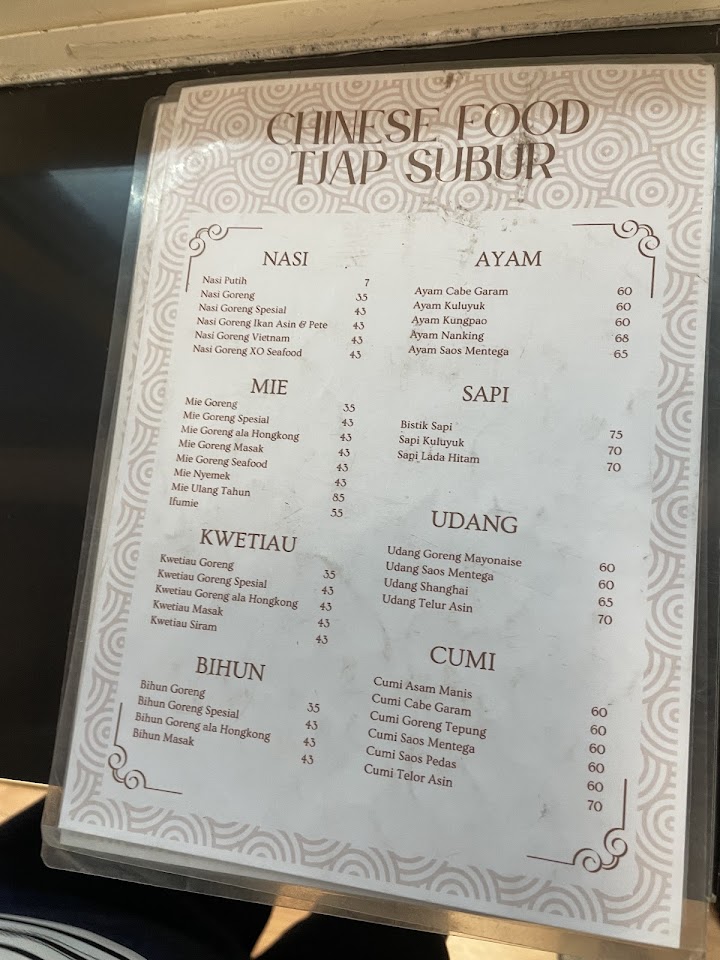 CHINESE FOOD
TJAP SUBUR
NASI
Nasi Putih 7
Nasi Goreng 35
Nasi Goreng Spesial 43
Nasi Goreng Ikan Asin & Pete 43
Nasi Goreng Vietnam 43
Nasi Goreng XO Seafood 43
MIE
Mie Goreng 35
Mie Goreng Spesial 43
Mie Goreng ala Hongkong 43
Mie Goreng Masak 43
Mie Goreng Seafood 43
Mie Nyemek 43
Mie Ulang Tahun 85
Ifumie 55
KWETIAU
Kwetiau Goreng 35
Kwetiau Goreng Spesial 43
Kwetiau Goreng ala Hongkong 43
Kwetiau Masak 43
Kwetiau Siram 43
BIHUN
Bihun Goreng 35
Bihun Goreng Spesial 43
Bihun Goreng ala Hongkong 43
Bihun Masak 43
AYAM
Ayam Cabe Garam 60
Ayam Kuluyuk 60
Ayam Kungpao 60
Ayam Nanking 68
Ayam Saos Mentega 65
SAPI
Bistik Sapi 75
Sapi Kuluyuk 70
Sapi Lada Hitam 70
UDANG
Udang Goreng Mayonaise 60
Udang Saos Mentega 60
Udang Shanghai 65
Udang Telur Asin 70
CUMI
Cumi Asam Manis 60
Cumi Cabe Garam 60
Cumi Goreng Tepung 60
Cumi Saos Mentega 60
Cumi Saos Pedas 60
Cumi Telor Asin 70